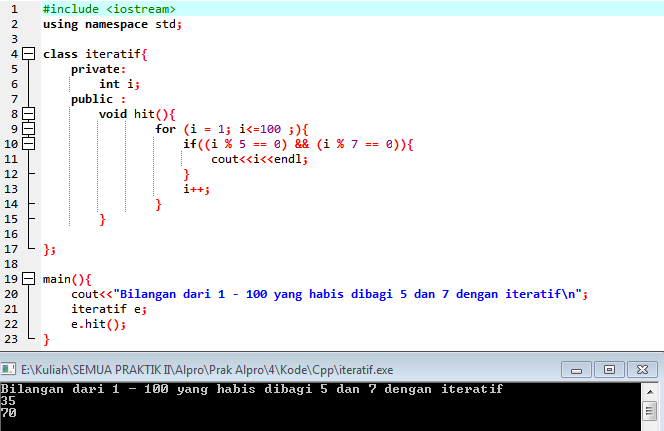 1 #include <iostream>
2 using namespace std;
3
4 class iteratif{
5 private:
6 int i;
7 public :
8 void hit(){
9 for (i = 1; i<=100 ;){
10 if((i % 5 == 0) && (i % 7 == 0)){
11 cout<<i<<endl;
12 }
13 i++;
14 }
15 }
16
17 };
18
19 main(){
20 cout<<"Bilangan dari 1 - 100 yang habis dibagi 5 dan 7 dengan iteratif\n";
21 iteratif e;
22 e.hit();
23 }
E:\Kuliah\SEMUA PRAKTIK II\Alpro\Prak Alpro\4\Kode\Cpp\iteratif.exe
Bilangan dari 1 - 100 yang habis dibagi 5 dan 7 dengan iteratif
35
70